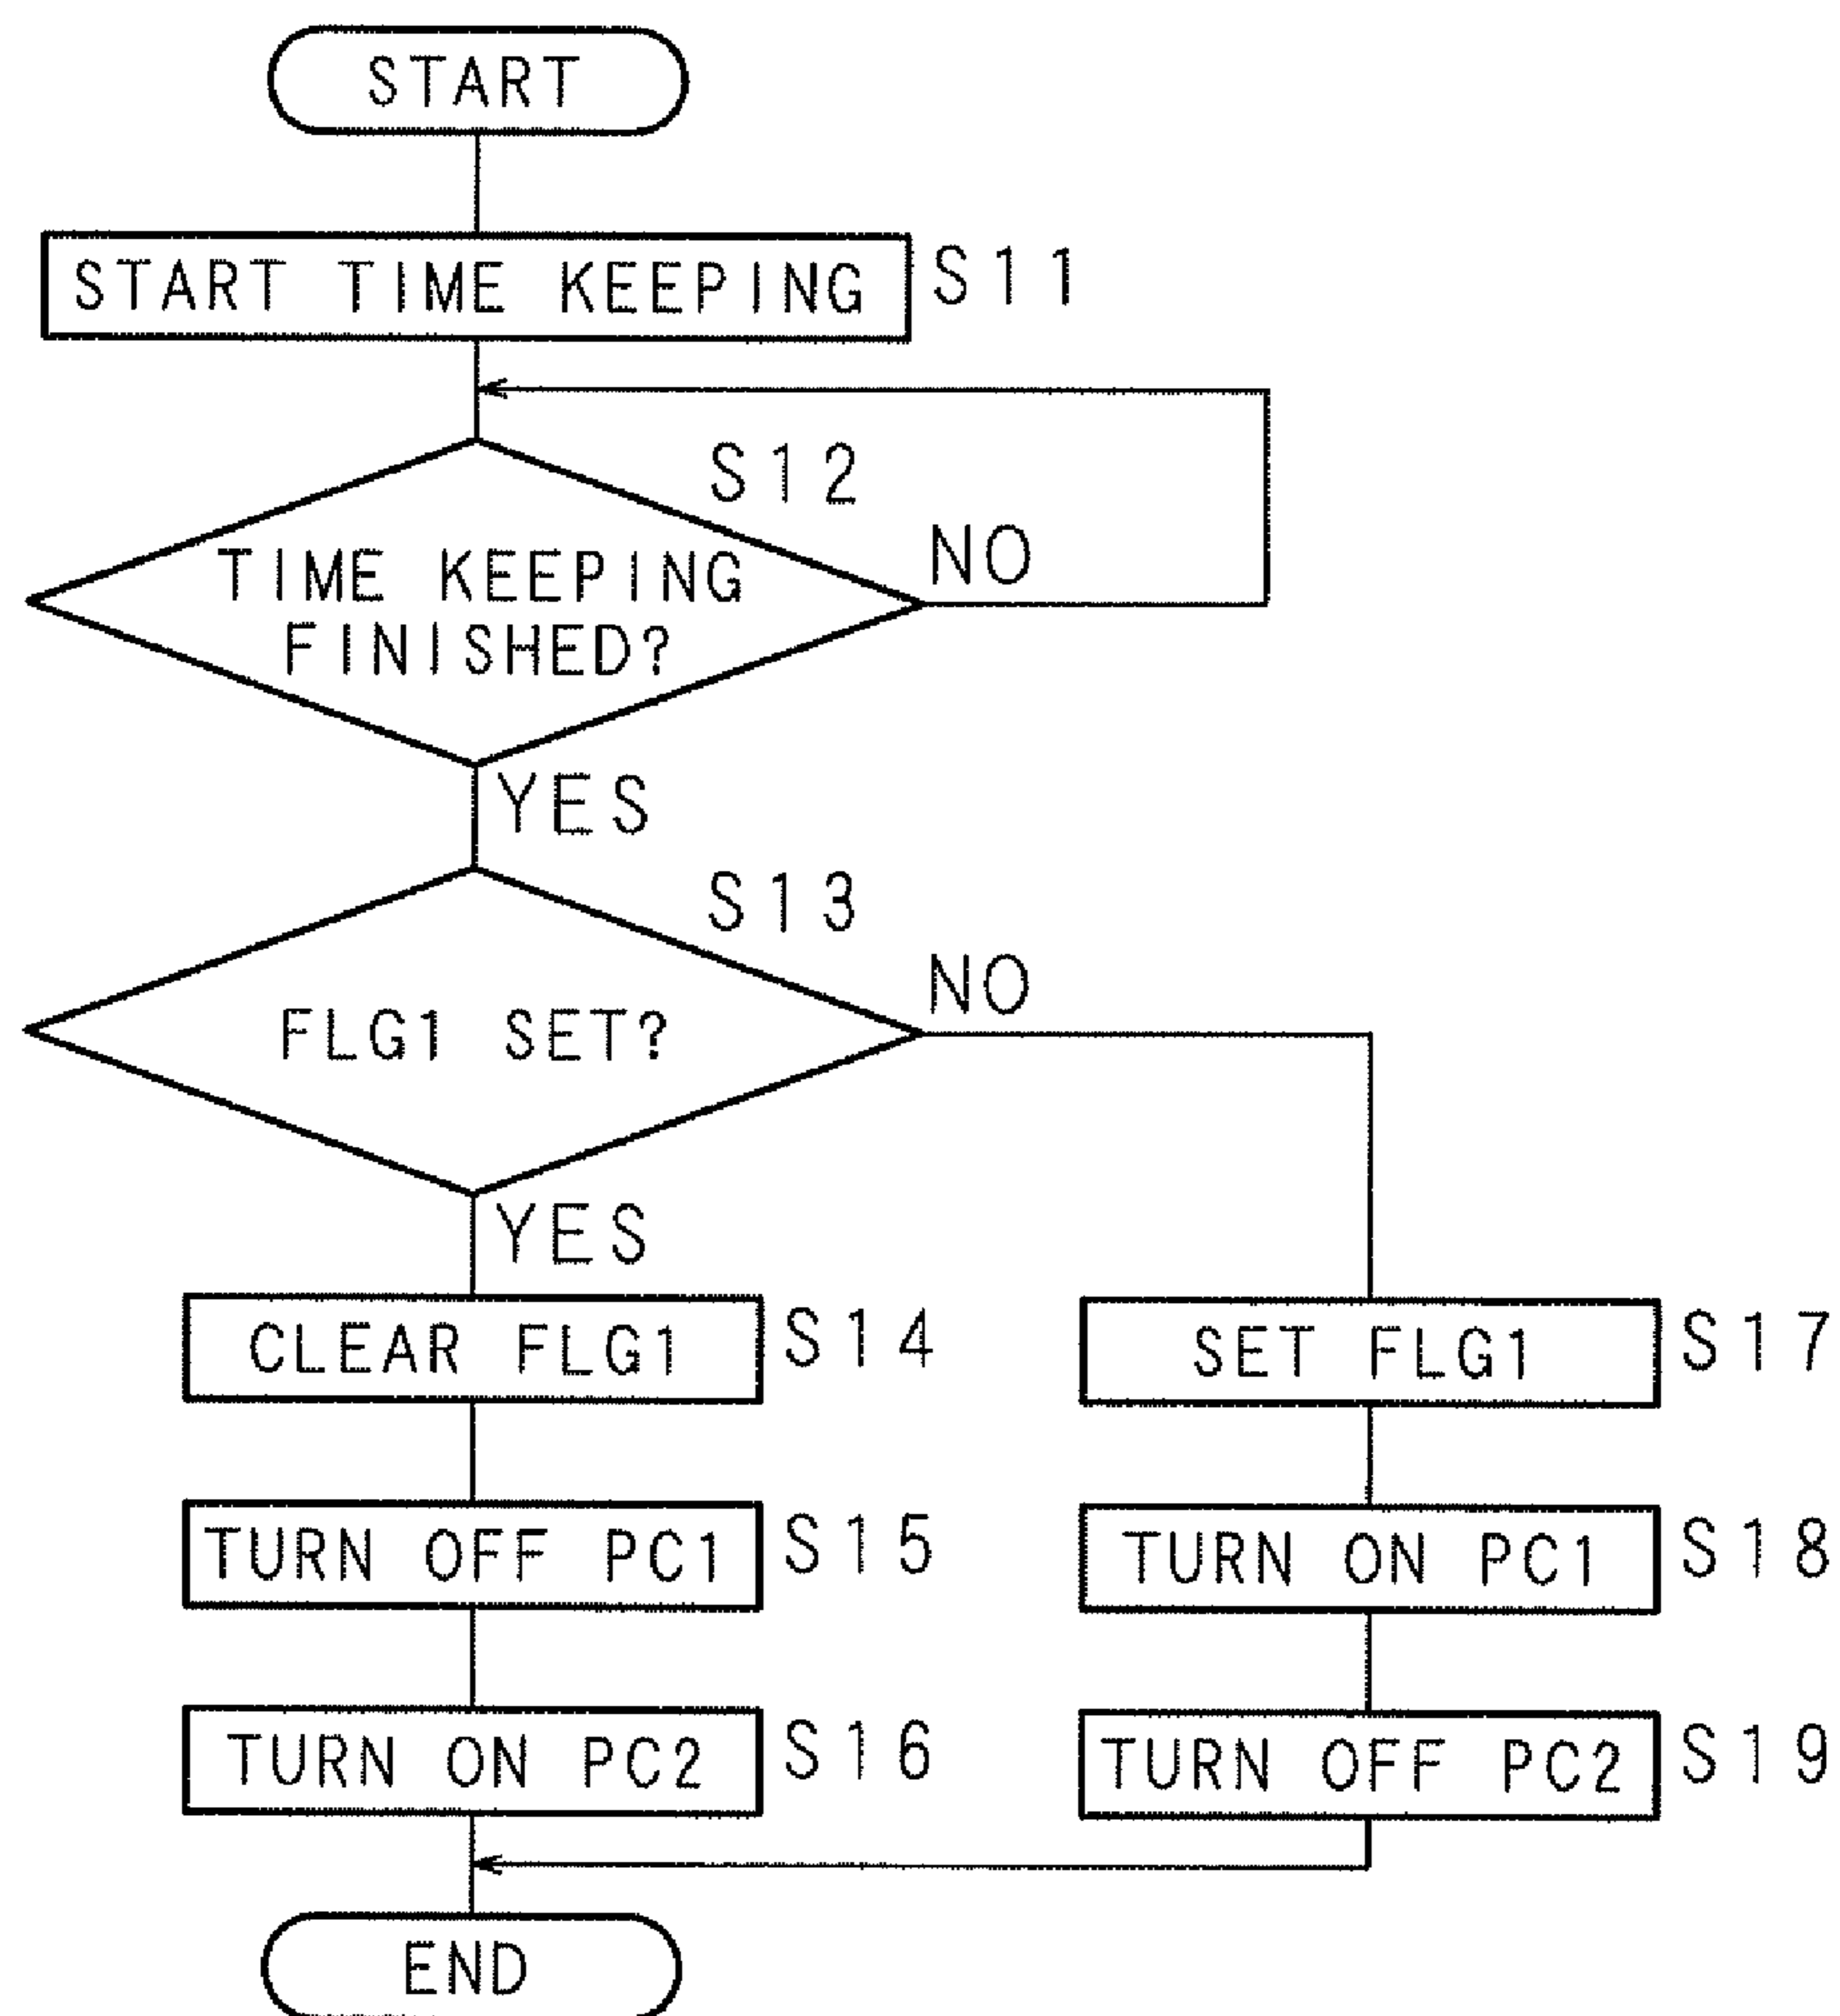 START
START TIME KEEPING S11
S12
NO
TIME KEEPING
FINISHED?
YES
S13
NO
FLG1 SET?
YES
CLEAR FLG1 S14
SET FLG1 S17
TURN OFF PC1 S15
TURN ON PC1 S18
TURN ON PC2 S16
TURN OFF PC2 S19
END